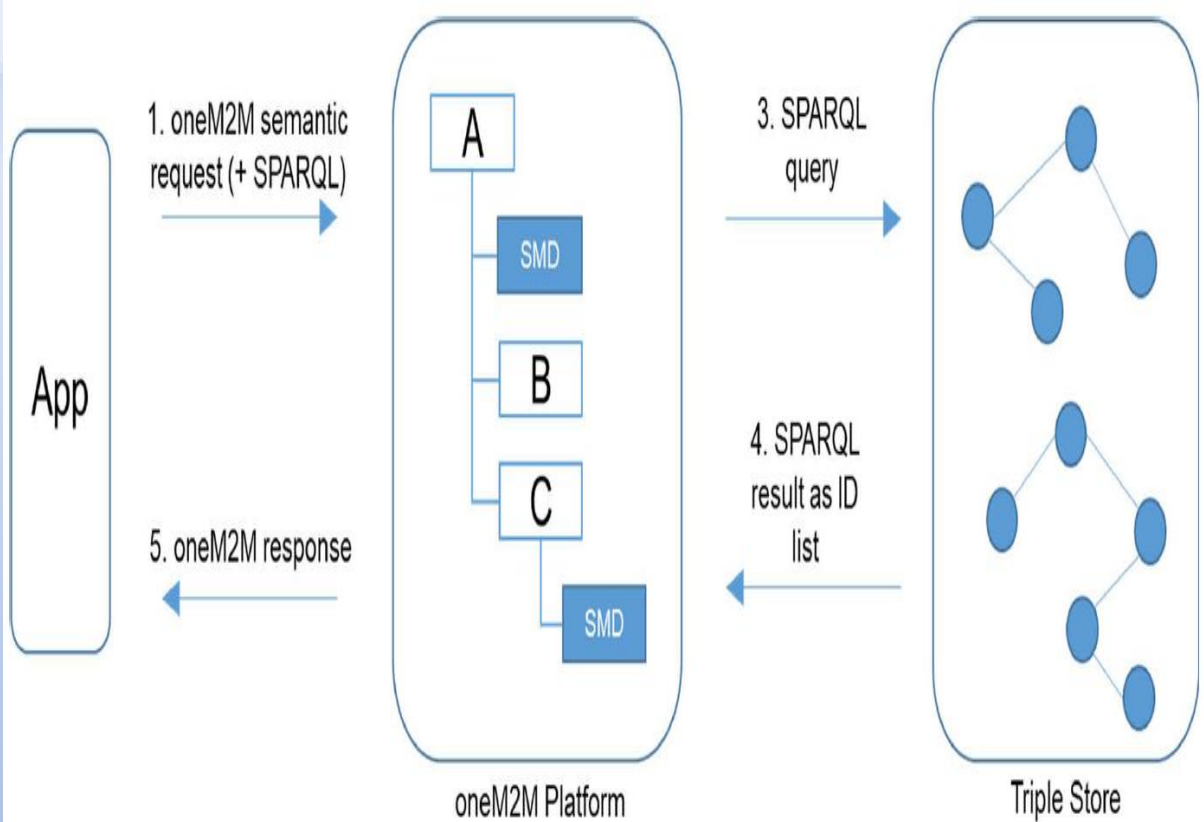 App
1. oneM2M semantic
request (+ SPARQL)
5. oneM2M response
A
SMD
B
C
SMD
oneM2M Platform
3. SPARQL
query
4. SPARQL
result as ID
list
Triple Store